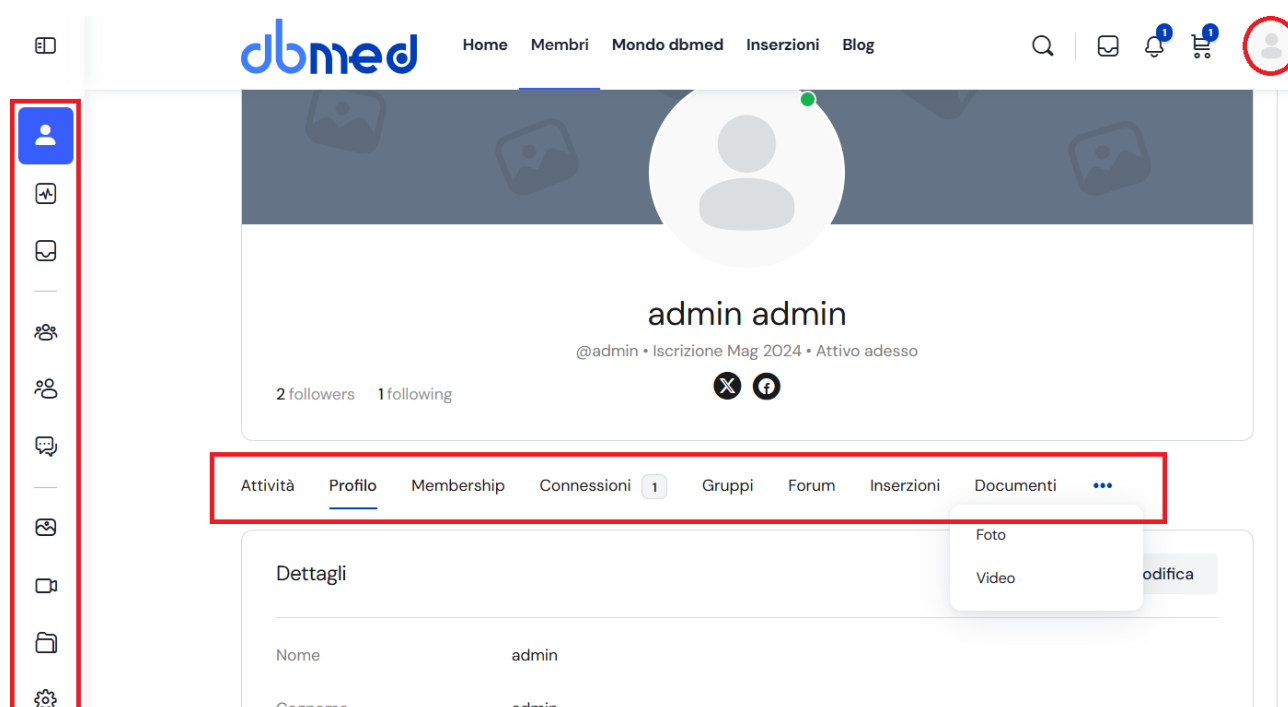 dbmed
Home Membri Mondo dbmed Inserzioni Blog
1 1
admin admin
@admin • Iscrizione Mag 2024 • Attivo adesso
2 followers 1 following
Attività Profilo Membership Connessioni 1 Gruppi Forum Inserzioni Documenti
Foto
Dettagli
odifica
Video
Nome admin
Cognome admin